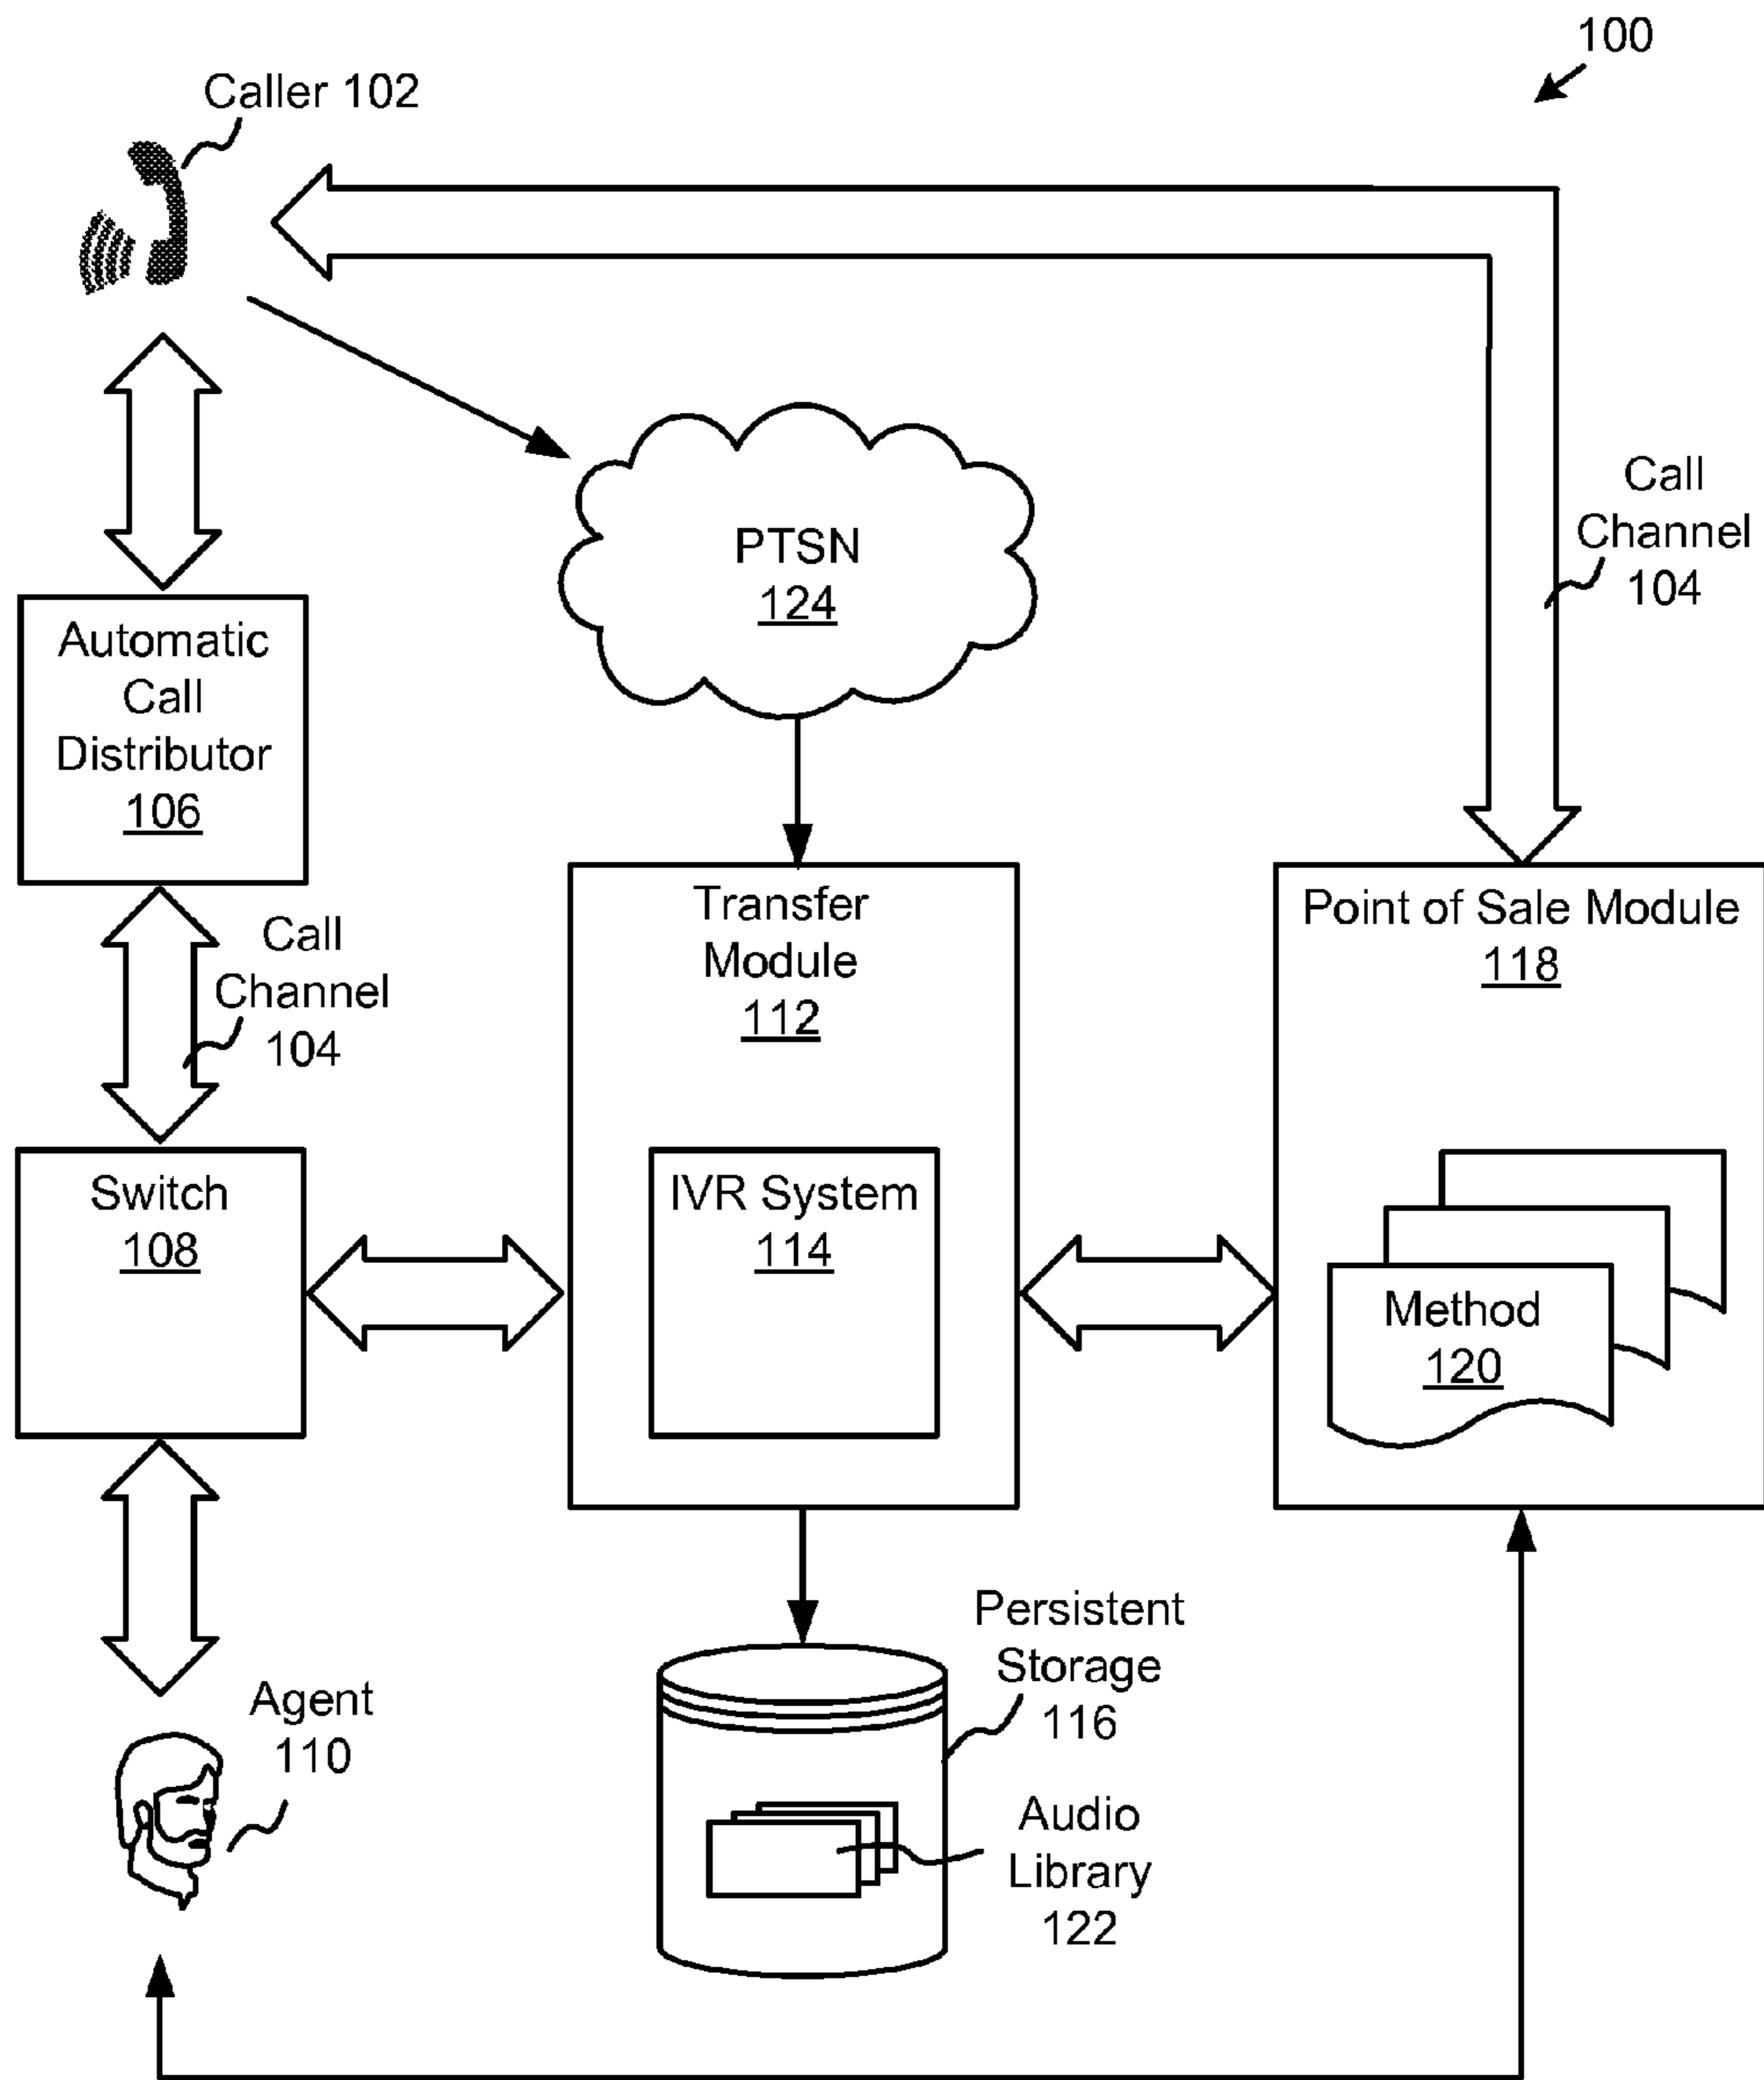 100
Caller 102
Call
Channel
104
PTSN
124
Automatic
Call
Distributor
106
Call
Channel
104
Transfer
Module
112
Point of Sale Module
118
Switch
108
IVR System
114
Method
120
Persistent
Storage
116
Agent
110
Audio
Library
122